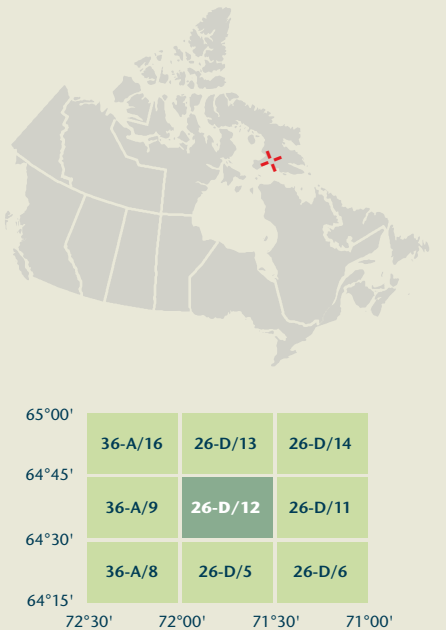 65°00'
36-A/16 26-D/13 26-D/14
64°45'
36-A/9 26-D/12 26-D/11
64°30'
36-A/8 26-D/5 26-D/6
64°15'
72°30' 72°00' 71°30' 71°00'